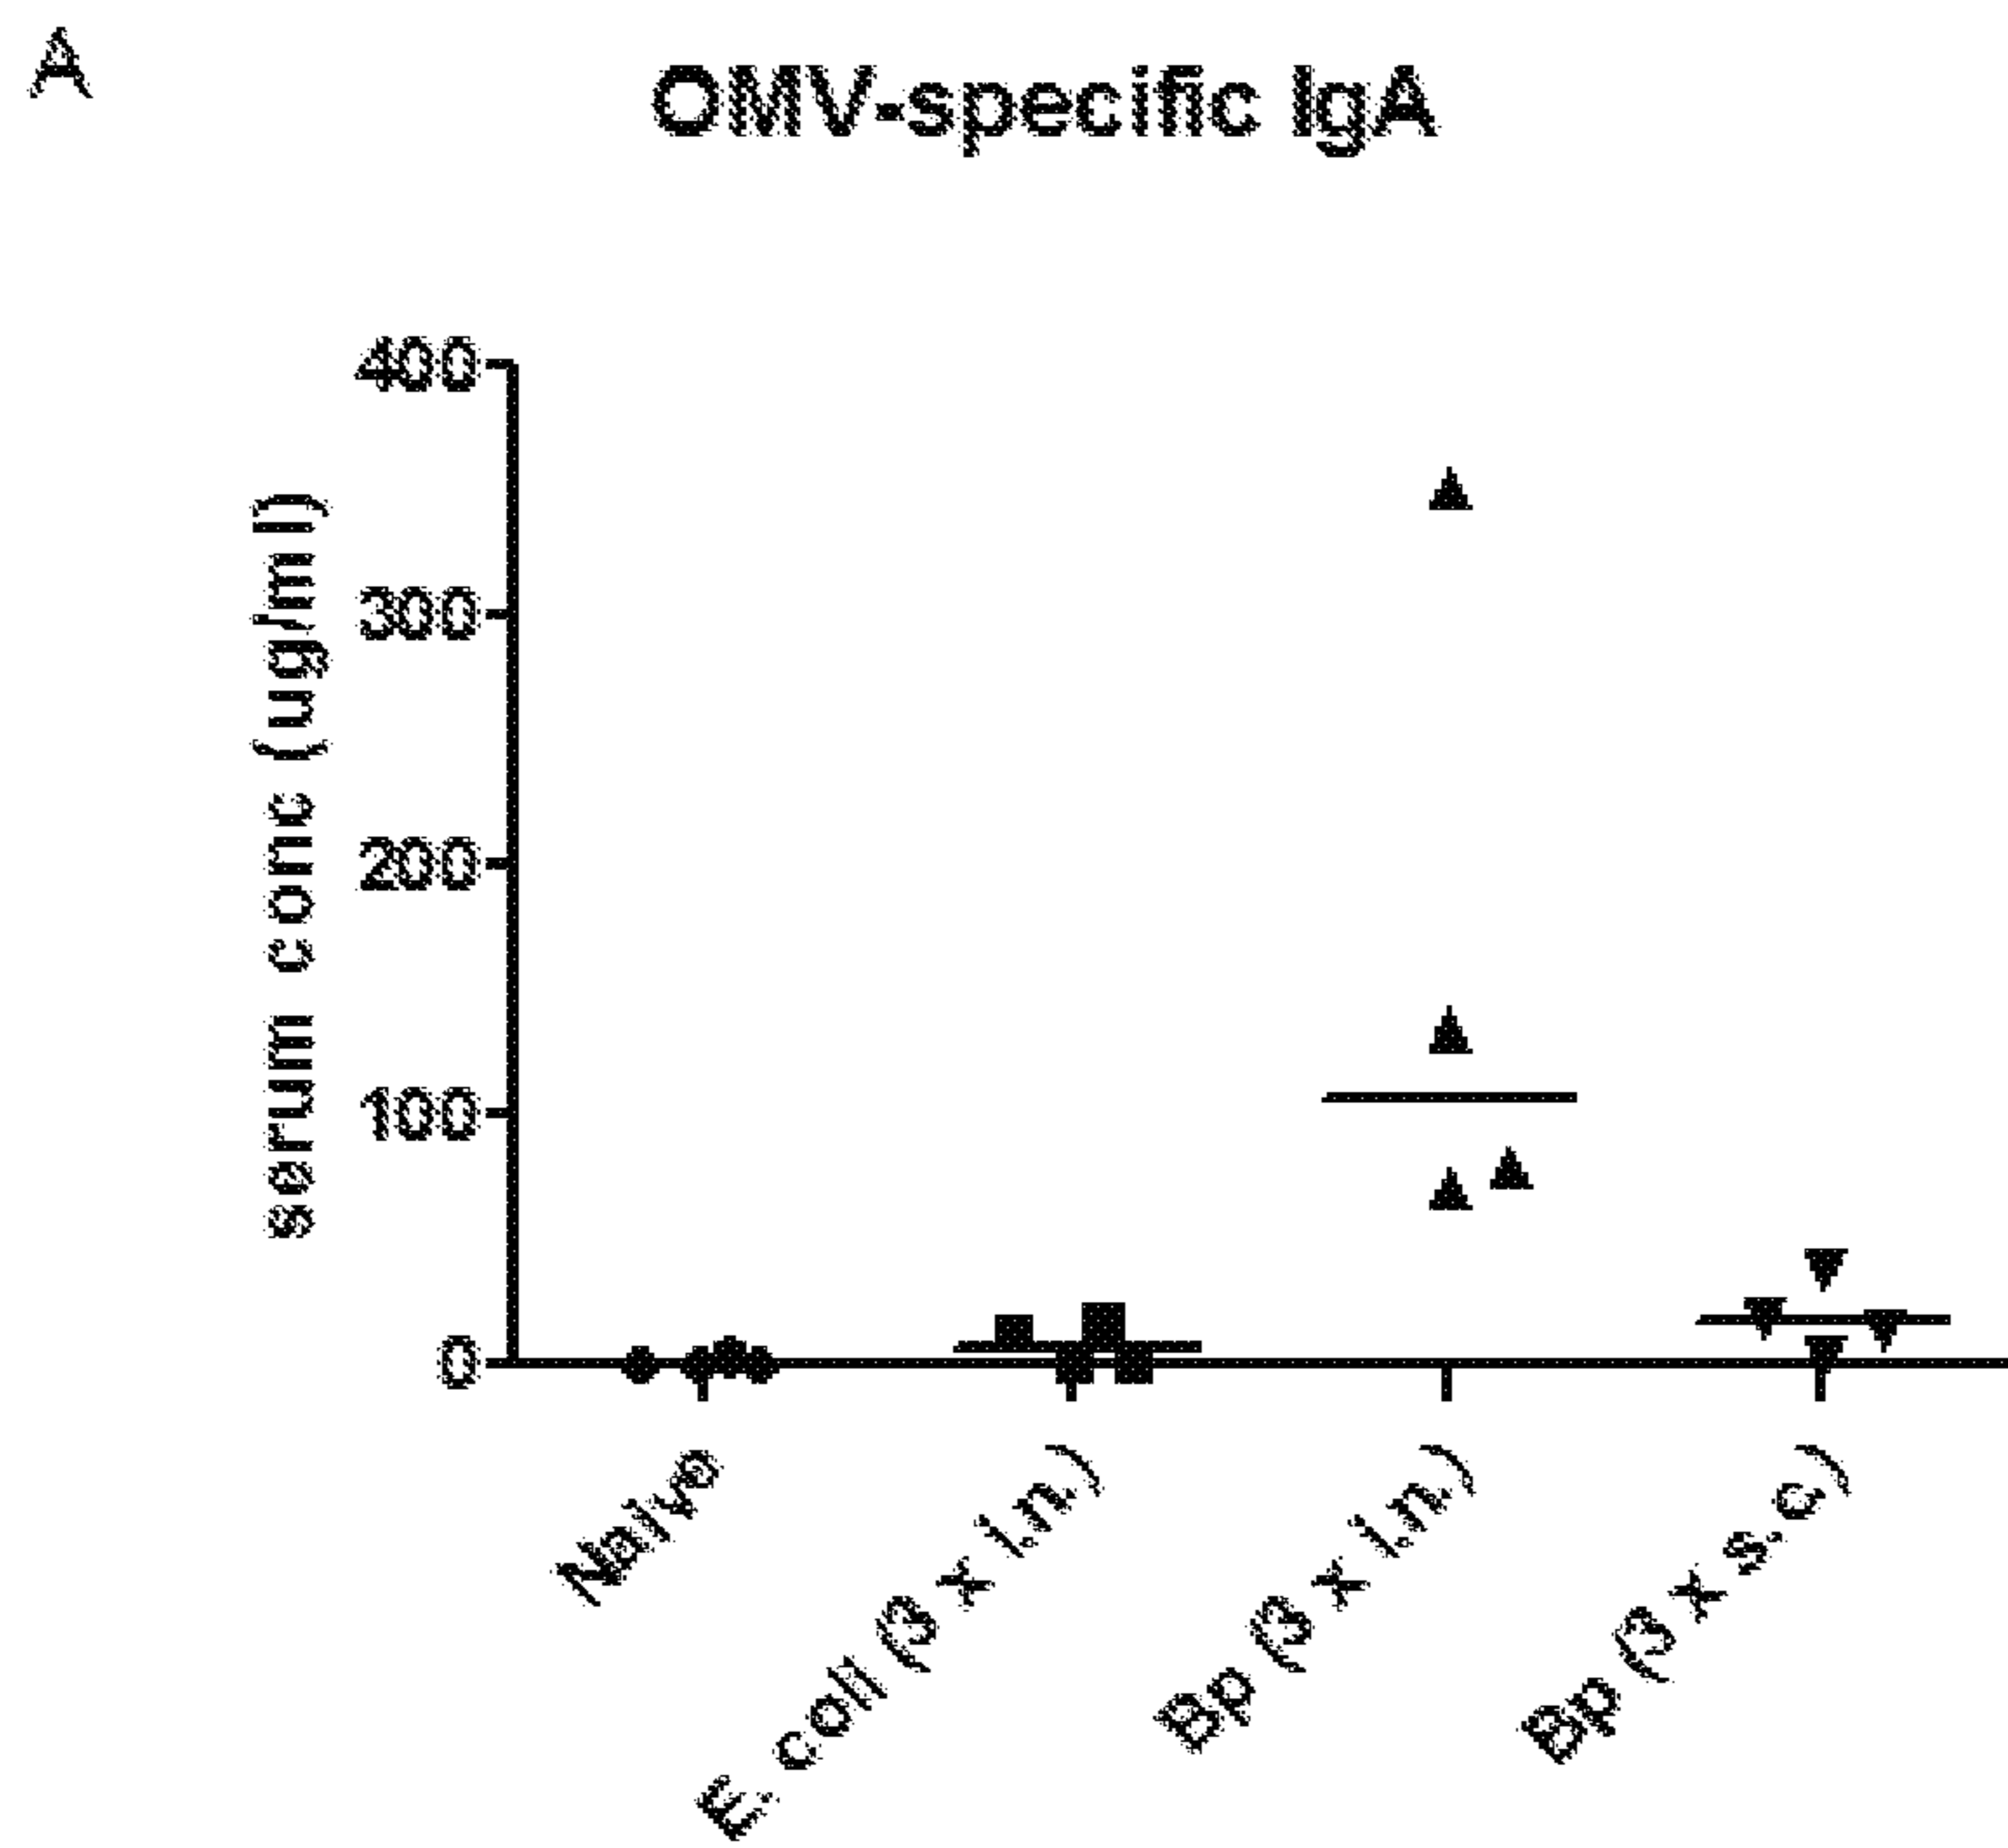 A
OMV-specific IgA
serum conc (ug/ml)
400
300
200
100
0
Naive
E. coli (3 x i.n)
Bp (3 x i.n)
Bp (3 x s.c)